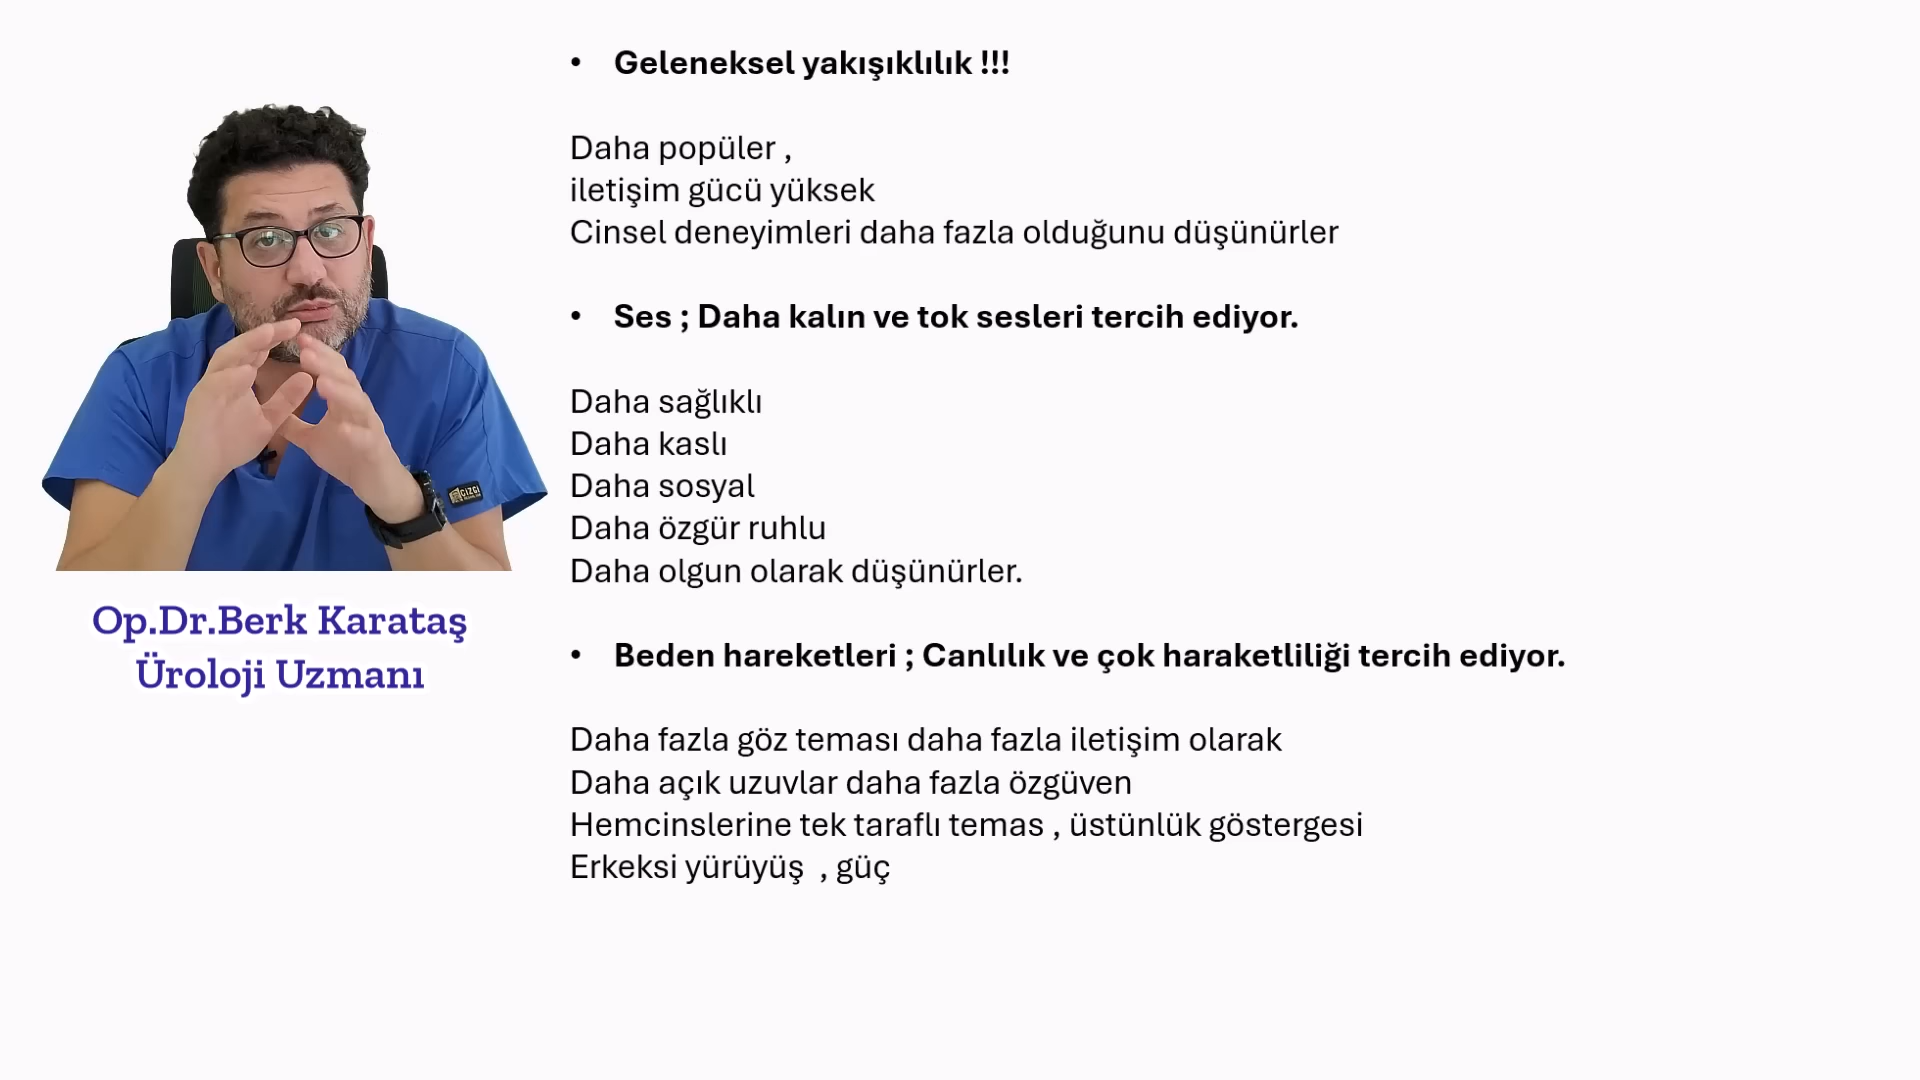 • Geleneksel yakışıklılık !!!
Daha popüler ,
iletişim gücü yüksek
Cinsel deneyimleri daha fazla olduğunu düşünürler
• Ses ; Daha kalın ve tok sesleri tercih ediyor.
Daha sağlıklı
Daha kaslı
Daha sosyal
Daha özgür ruhlu
Daha olgun olarak düşünürler.
• Beden hareketleri ; Canlılık ve çok haraketliliği tercih ediyor.
Daha fazla göz teması daha fazla iletişim olarak
Daha açık uzuvlar daha fazla özgüven
Hemcinslerine tek taraflı temas , üstünlük göstergesi
Erkeksi yürüyüş , güç
ÇİZGİ
Op.Dr.Berk Karataş
Üroloji Uzmanı